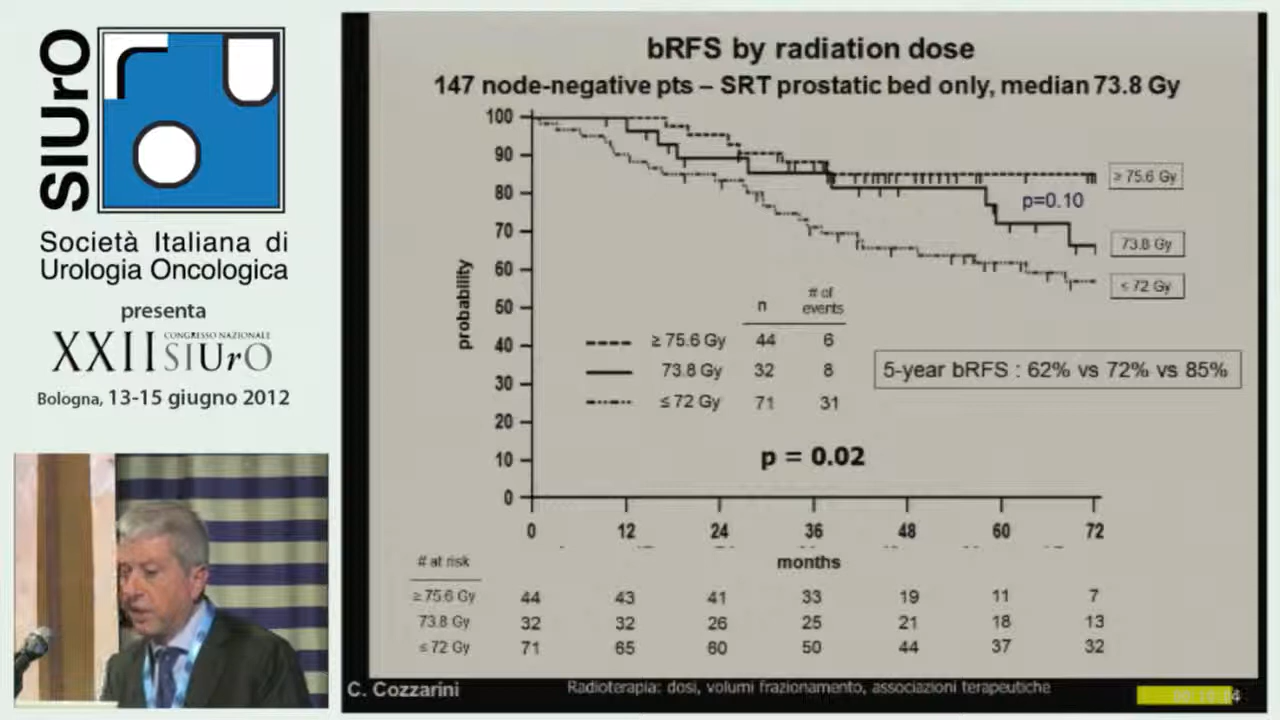 SIUrO
Società Italiana di
Urologia Oncologica
presenta
XXII CONGRESSO NAZIONALE SIUrO
Bologna, 13-15 giugno 2012
bRFS by radiation dose
147 node-negative pts – SRT prostatic bed only, median 73.8 Gy
100
90
80
70
60
50
40
30
20
10
0
probability
≥ 75.6 Gy
p=0.10
73.8 Gy
≤ 72 Gy
n # of events
≥ 75.6 Gy 44 6
73.8 Gy 32 8
≤ 72 Gy 71 31
5-year bRFS : 62% vs 72% vs 85%
p = 0.02
0 12 24 36 48 60 72
months
# at risk
≥ 75.6 Gy 44 43 41 33 19 11 7
73.8 Gy 32 32 26 25 21 18 13
≤ 72 Gy 71 65 60 50 44 37 32
C. Cozzarini
Radioterapia: dosi, volumi frazionamento, associazioni terapeutiche